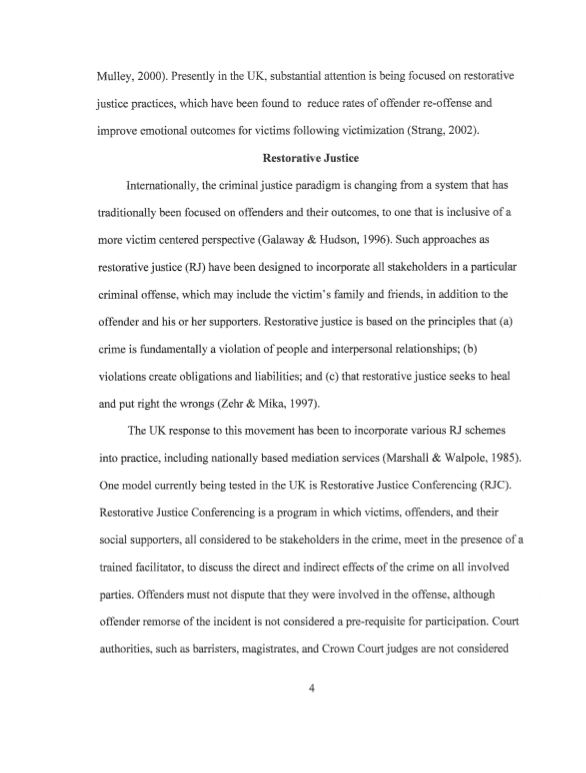 Mulley, 2000). Presently in the UK, substantial attention is being focused on restorative
justice practices, which have been found to reduce rates of offender re-offense and
improve emotional outcomes for victims following victimization (Strang, 2002).
Restorative Justice
Internationally, the criminal justice paradigm is changing from a system that has
traditionally been focused on offenders and their outcomes, to one that is inclusive of a
more victim centered perspective (Galaway & Hudson, 1996). Such approaches as
restorative justice (RJ) have been designed to incorporate all stakeholders in a particular
criminal offense, which may include the victim's family and friends, in addition to the
offender and his or her supporters. Restorative justice is based on the principles that (a)
crime is fundamentally a violation of people and interpersonal relationships; (b)
violations create obligations and liabilities; and (c) that restorative justice seeks to heal
and put right the wrongs (Zehr & Mika, 1997).
The UK response to this movement has been to incorporate various RJ schemes
into practice, including nationally based mediation services (Marshall & Walpole, 1985).
One model currently being tested in the UK is Restorative Justice Conferencing (RJC).
Restorative Justice Conferencing is a program in which victims, offenders, and their
social supporters, all considered to be stakeholders in the crime, meet in the presence of a
trained facilitator, to discuss the direct and indirect effects of the crime on all involved
parties. Offenders must not dispute that they were involved in the offense, although
offender remorse of the incident is not considered a pre-requisite for participation. Court
authorities, such as barristers, magistrates, and Crown Court judges are not considered
4